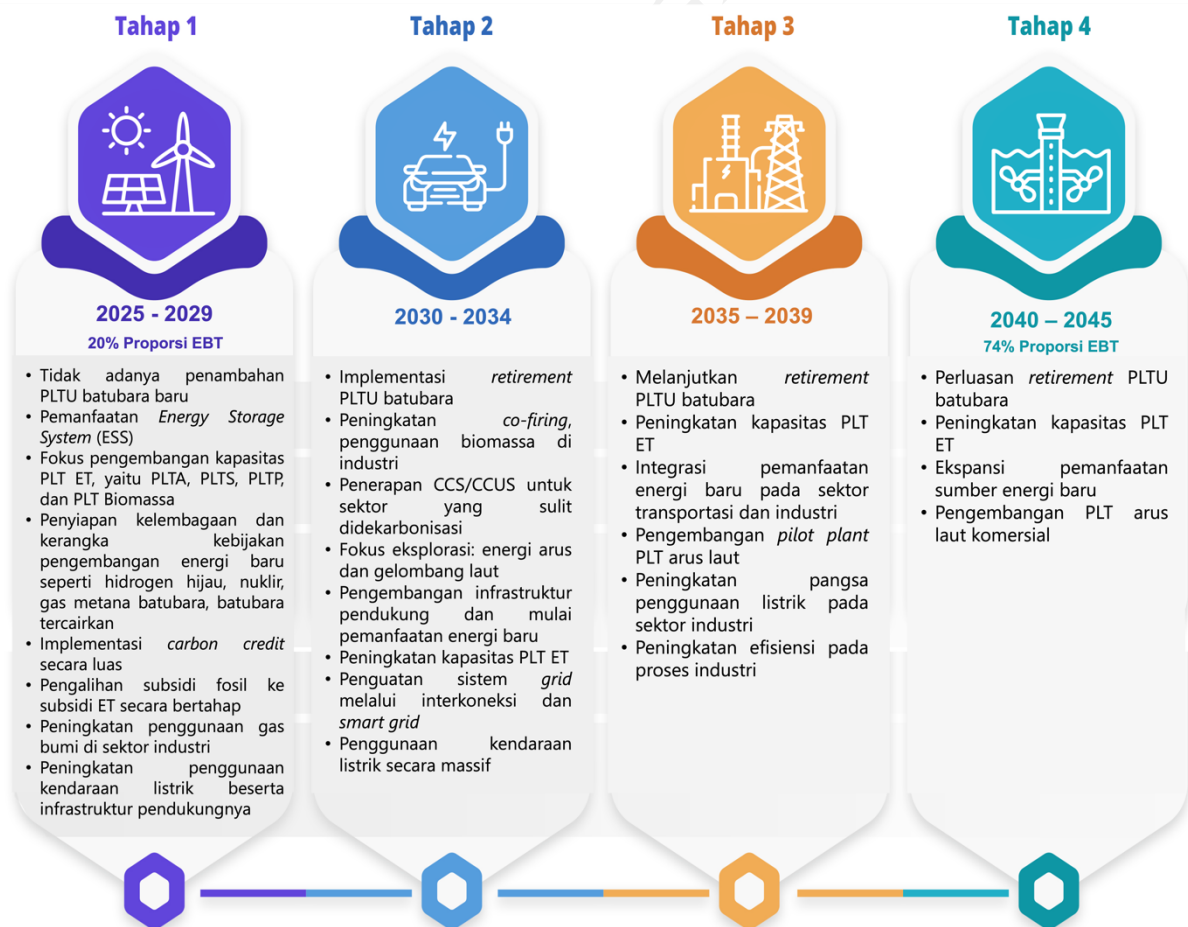 Tahap 1
2025 - 2029
20% Proporsi EBT
• Tidak adanya penambahan
PLTU batubara baru
• Pemanfaatan Energy Storage
System (ESS)
• Fokus pengembangan kapasitas
PLT ET, yaitu PLTA, PLTS, PLTP,
dan PLT Biomassa
• Penyiapan kelembagaan dan
kerangka kebijakan
pengembangan energi baru
seperti hidrogen hijau, nuklir,
gas metana batubara, batubara
tercairkan
• Implementasi carbon credit
secara luas
• Pengalihan subsidi fosil ke
subsidi ET secara bertahap
• Peningkatan penggunaan gas
bumi di sektor industri
• Peningkatan penggunaan
kendaraan listrik beserta
infrastruktur pendukungnya
Tahap 2
2030 - 2034
• Implementasi retirement
PLTU batubara
• Peningkatan co-firing,
penggunaan biomassa di
industri
• Penerapan CCS/CCUS untuk
sektor yang sulit
didekarbonisasi
• Fokus eksplorasi: energi arus
dan gelombang laut
• Pengembangan infrastruktur
pendukung dan mulai
pemanfaatan energi baru
• Peningkatan kapasitas PLT ET
• Penguatan sistem grid
melalui interkoneksi dan
smart grid
• Penggunaan kendaraan
listrik secara massif
Tahap 3
2035 – 2039
• Melanjutkan retirement
PLTU batubara
• Peningkatan kapasitas PLT
ET
• Integrasi pemanfaatan
energi baru pada sektor
transportasi dan industri
• Pengembangan pilot plant
PLT arus laut
• Peningkatan pangsa
penggunaan listrik pada
sektor industri
• Peningkatan efisiensi pada
proses industri
Tahap 4
2040 – 2045
74% Proporsi EBT
• Perluasan retirement PLTU
batubara
• Peningkatan kapasitas PLT
ET
• Ekspansi pemanfaatan
sumber energi baru
• Pengembangan PLT arus
laut komersial